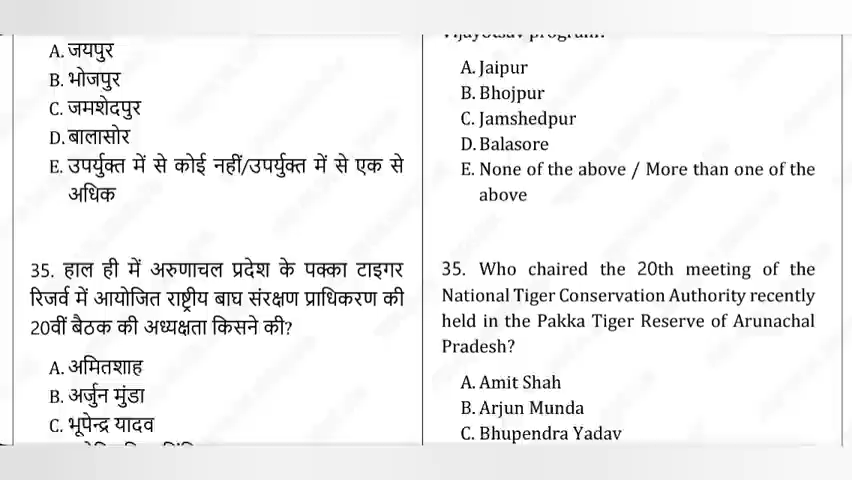 A. जयपुर
B. भोजपुर
C. जमशेदपुर
D. बालासोर
E. उपर्युक्त में से कोई नहीं/उपर्युक्त में से एक से
अधिक
35. हाल ही में अरुणाचल प्रदेश के पक्का टाइगर
रिजर्व में आयोजित राष्ट्रीय बाघ संरक्षण प्राधिकरण की
20वीं बैठक की अध्यक्षता किसने की?
A. अमितशाह
B. अर्जुन मुंडा
C. भूपेन्द्र यादव
Vijayotsav program?
A. Jaipur
B. Bhojpur
C. Jamshedpur
D. Balasore
E. None of the above / More than one of the
above
35. Who chaired the 20th meeting of the
National Tiger Conservation Authority recently
held in the Pakka Tiger Reserve of Arunachal
Pradesh?
A. Amit Shah
B. Arjun Munda
C. Bhupendra Yadav